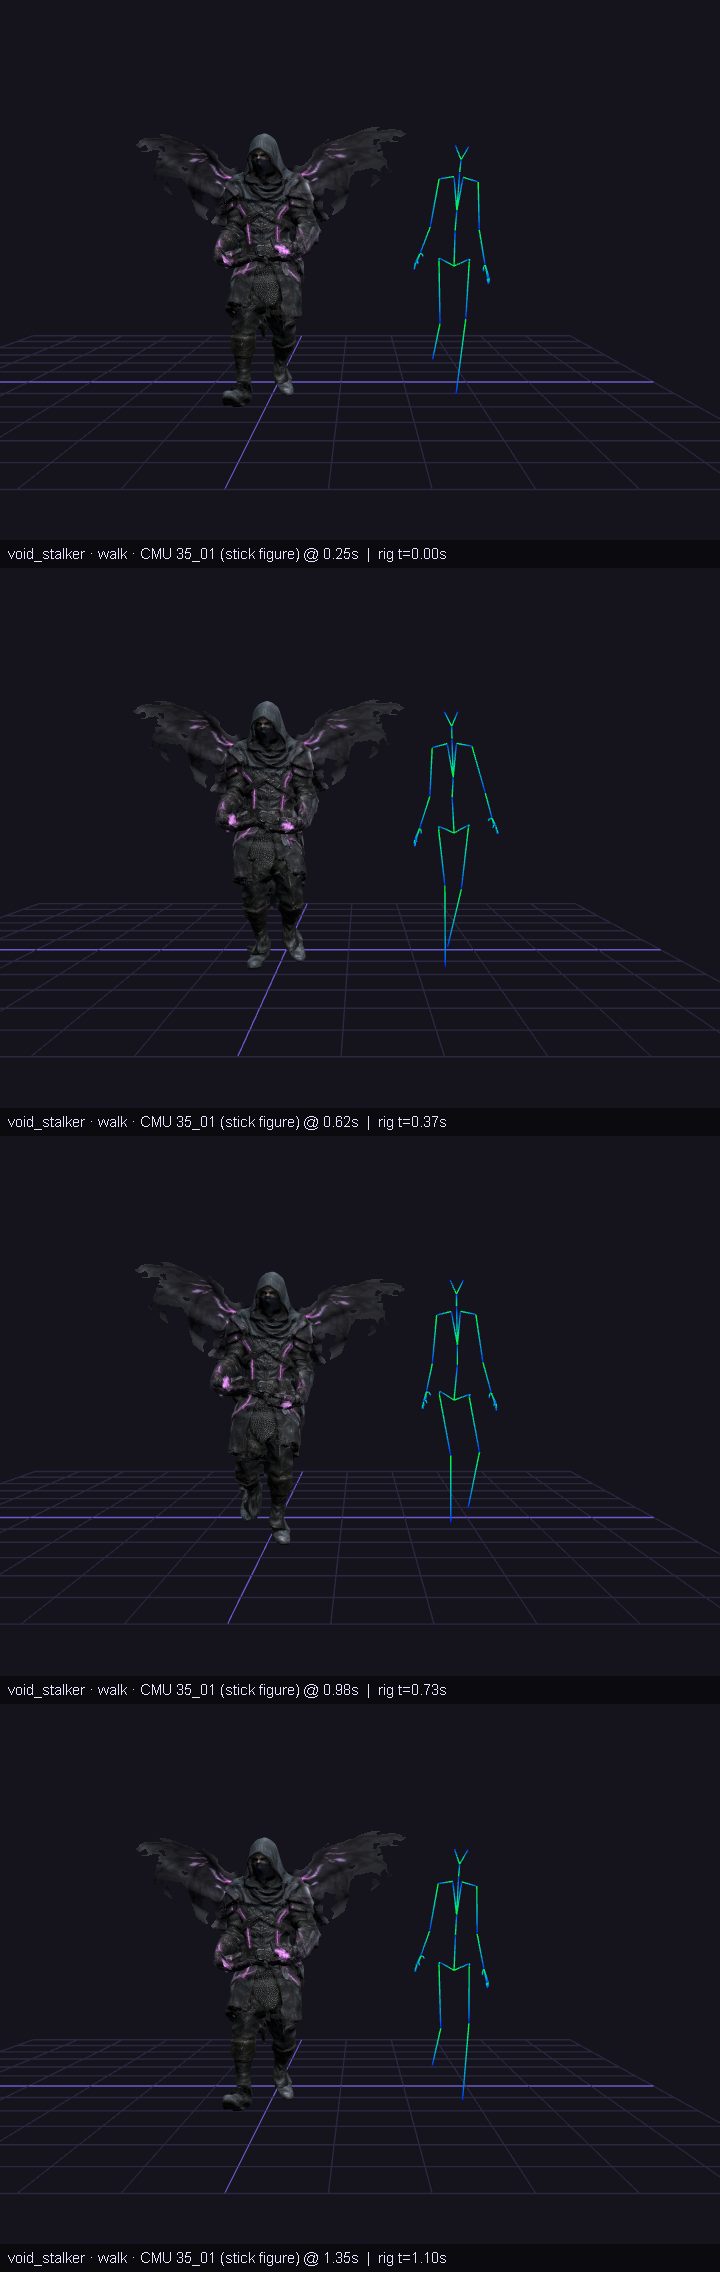 void_stalker · walk · CMU 35_01 (stick figure) @ 0.25s | rig t=0.00s
void_stalker · walk · CMU 35_01 (stick figure) @ 0.62s | rig t=0.37s
void_stalker · walk · CMU 35_01 (stick figure) @ 0.98s | rig t=0.73s
void_stalker · walk · CMU 35_01 (stick figure) @ 1.35s | rig t=1.10s